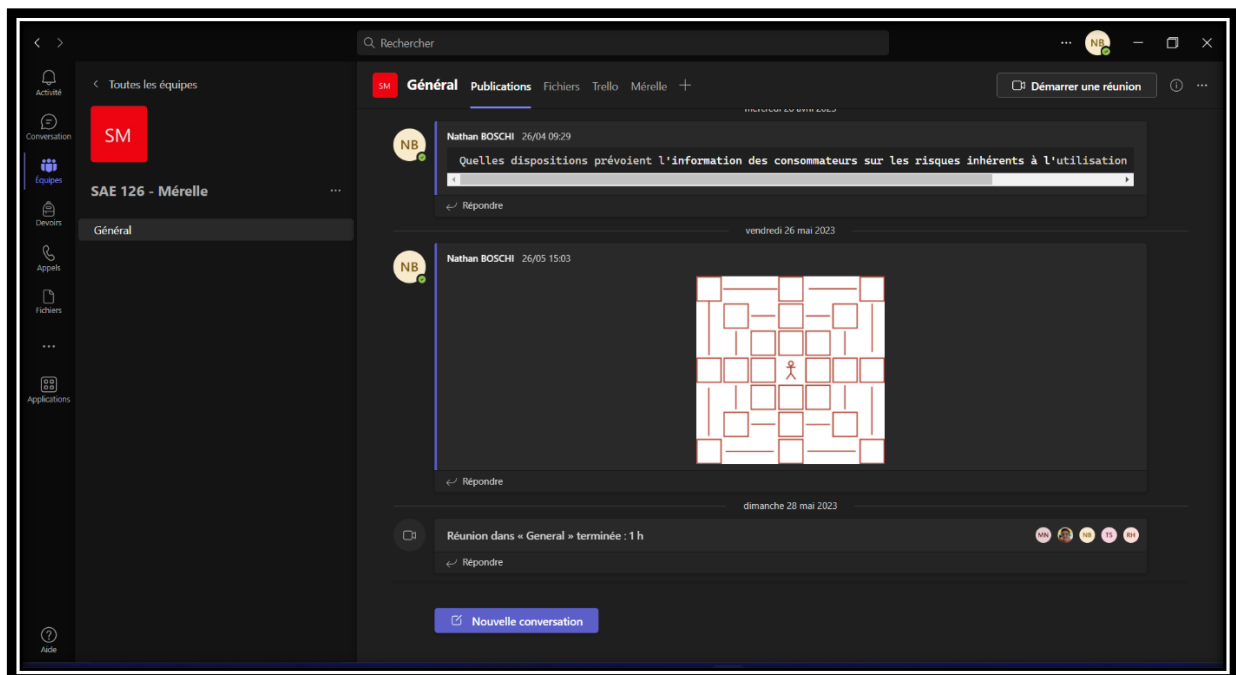 Rechercher
NB
Activité
Conversation
Équipes
Devoirs
Appels
Fichiers
Applications
Aide
Toutes les équipes
SM
SAE 126 - Mérelle
Général
SM Général Publications Fichiers Trello Mérelle
Démarrer une réunion
NB
Nathan BOSCHI 26/04 09:29
Quelles dispositions prévoient l'information des consommateurs sur les risques inhérents à l'utilisation
Répondre
vendredi 26 mai 2023
NB
Nathan BOSCHI 26/05 15:03
Répondre
dimanche 28 mai 2023
Réunion dans « General » terminée : 1 h
MN NB TS RH
Répondre
Nouvelle conversation